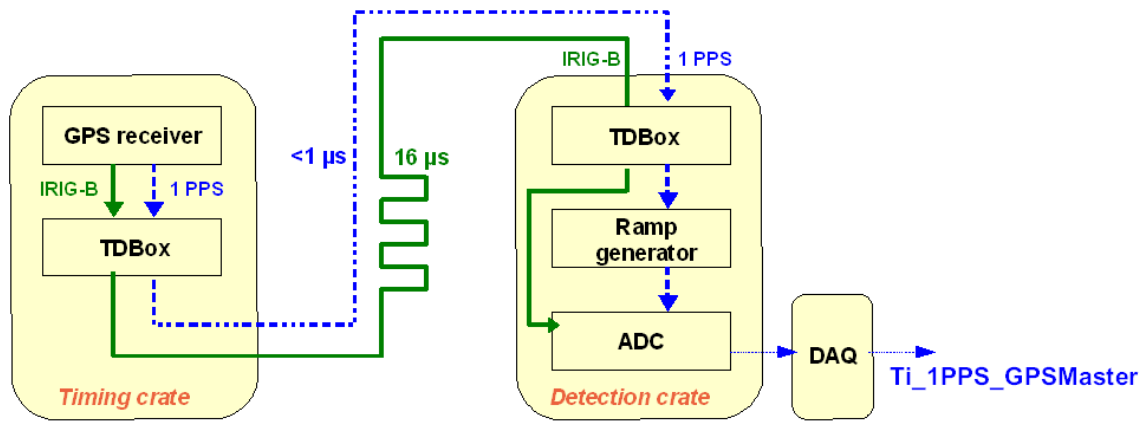 GPS receiver
IRIG-B
1 PPS
TDBox
Timing crate
<1 µs
16 µs
IRIG-B
1 PPS
TDBox
Ramp
generator
ADC
Detection crate
DAQ
Ti_1PPS_GPSMaster